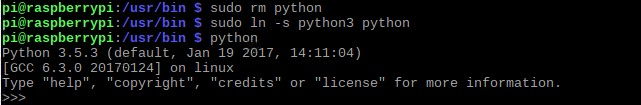 pi@raspberrypi:/usr/bin $ sudo rm python
pi@raspberrypi:/usr/bin $ sudo ln -s python3 python
pi@raspberrypi:/usr/bin $ python
Python 3.5.3 (default, Jan 19 2017, 14:11:04)
[GCC 6.3.0 20170124] on linux
Type "help", "copyright", "credits" or "license" for more information.
>>>